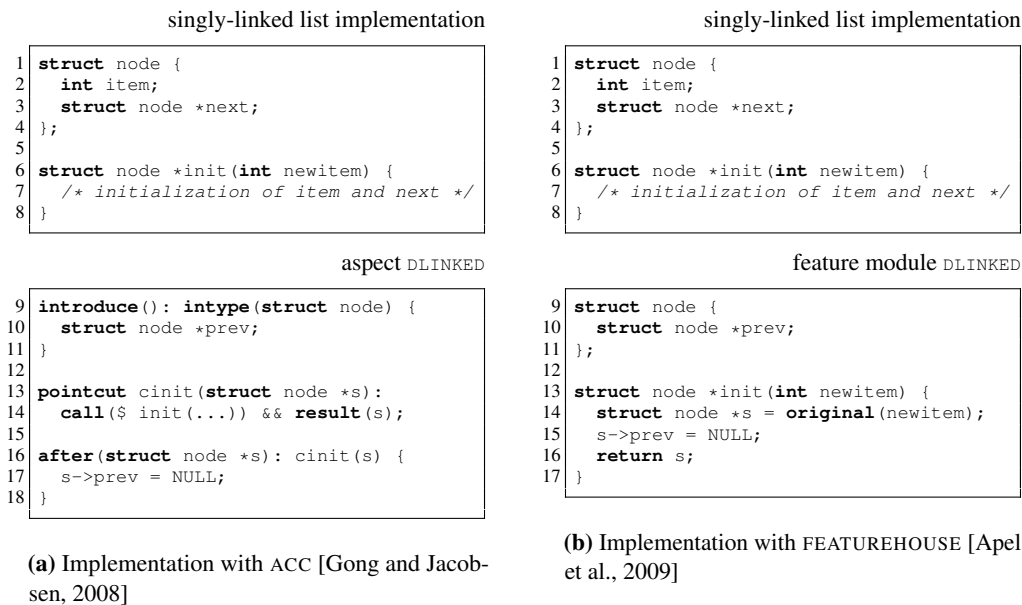 singly-linked list implementation
1 struct node {
2   int item;
3   struct node *next;
4 };
5
6 struct node *init(int newitem) {
7   /* initialization of item and next */
8 }
aspect DLINKED
9 introduce(): intype(struct node) {
10   struct node *prev;
11 }
12
13 pointcut cinit(struct node *s):
14   call($ init(...)) && result(s);
15
16 after(struct node *s): cinit(s) {
17   s->prev = NULL;
18 }
(a) Implementation with ACC [Gong and Jacob-
sen, 2008]
singly-linked list implementation
1 struct node {
2   int item;
3   struct node *next;
4 };
5
6 struct node *init(int newitem) {
7   /* initialization of item and next */
8 }
feature module DLINKED
9 struct node {
10   struct node *prev;
11 };
12
13 struct node *init(int newitem) {
14   struct node *s = original(newitem);
15   s->prev = NULL;
16   return s;
17 }
(b) Implementation with FEATUREHOUSE [Apel
et al., 2009]